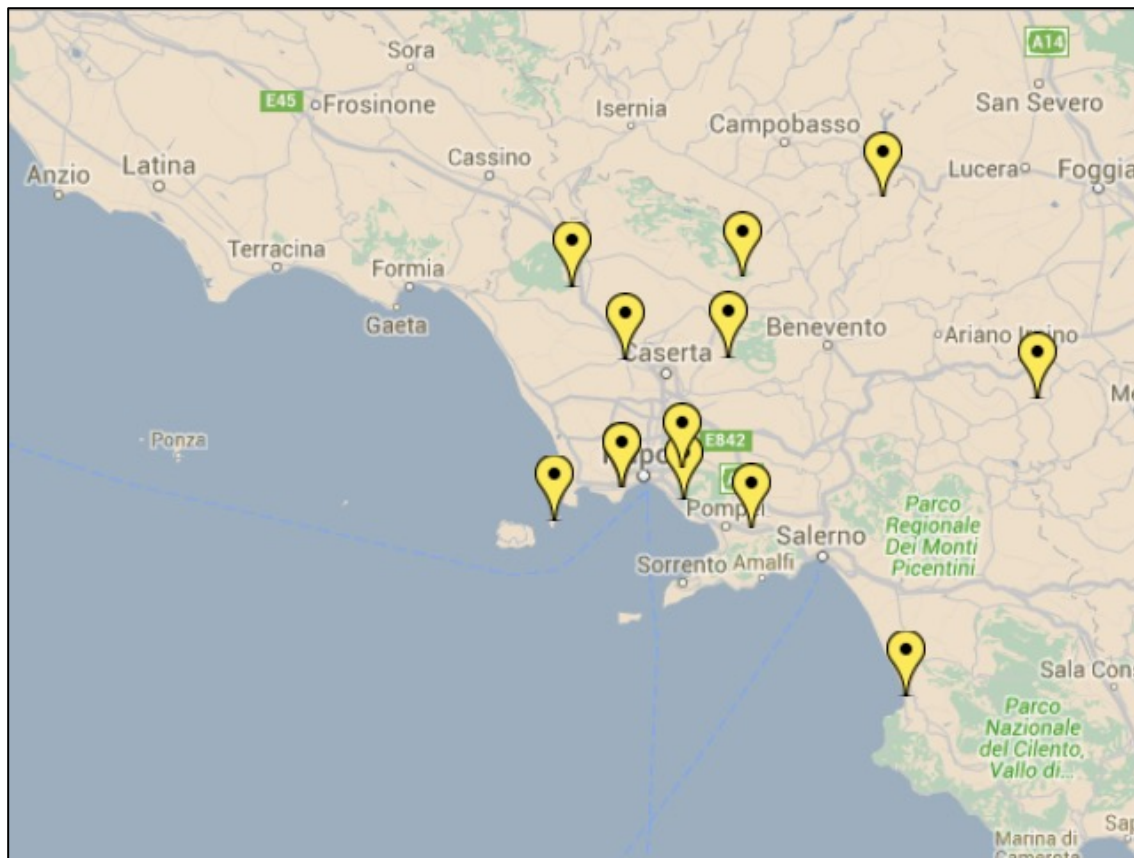 A14
Sora
E45
Frosinone
Isernia
San Severo
Campobasso
Cassino
Latina
Lucera
Foggia
Anzio
Terracina
Formia
Gaeta
Benevento
Ariano
Caserta
Ponza
E842
Parco
Regionale
Dei Monti
Picentini
Salerno
Sorrento
Amalfi
Sala Con
Parco
Nazionale
del Cilento,
Vallo di...
Marina di